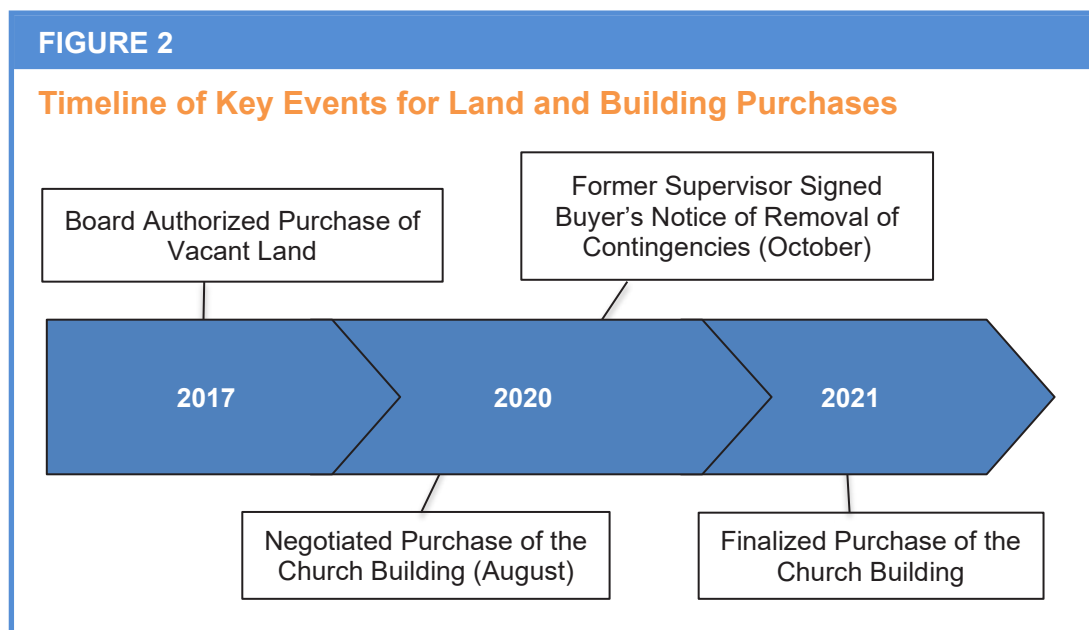 FIGURE 2
Timeline of Key Events for Land and Building Purchases
Board Authorized Purchase of
Vacant Land
Former Supervisor Signed
Buyer’s Notice of Removal of
Contingencies (October)
2017
2020
2021
Negotiated Purchase of the
Church Building (August)
Finalized Purchase of the
Church Building